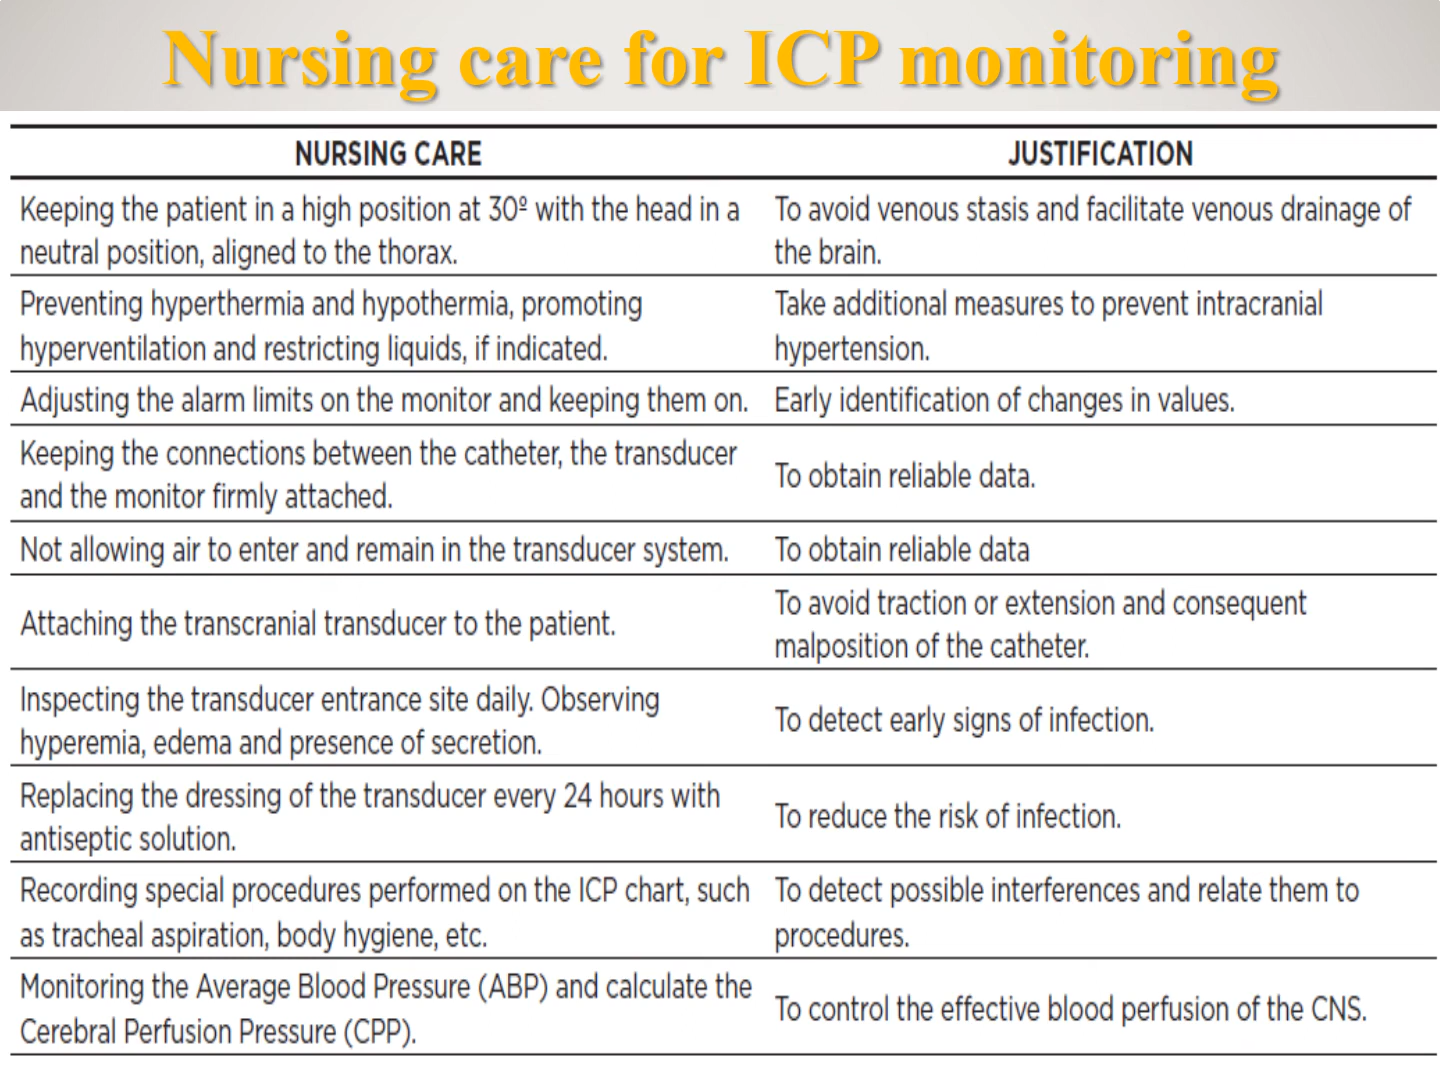 Nursing care for ICP monitoring
NURSING CARE
JUSTIFICATION
Keeping the patient in a high position at 30º with the head in a
neutral position, aligned to the thorax.
To avoid venous stasis and facilitate venous drainage of
the brain.
Preventing hyperthermia and hypothermia, promoting
hyperventilation and restricting liquids, if indicated.
Take additional measures to prevent intracranial
hypertension.
Adjusting the alarm limits on the monitor and keeping them on.
Early identification of changes in values.
Keeping the connections between the catheter, the transducer
and the monitor firmly attached.
To obtain reliable data.
Not allowing air to enter and remain in the transducer system.
To obtain reliable data
Attaching the transcranial transducer to the patient.
To avoid traction or extension and consequent
malposition of the catheter.
Inspecting the transducer entrance site daily. Observing
hyperemia, edema and presence of secretion.
To detect early signs of infection.
Replacing the dressing of the transducer every 24 hours with
antiseptic solution.
To reduce the risk of infection.
Recording special procedures performed on the ICP chart, such
as tracheal aspiration, body hygiene, etc.
To detect possible interferences and relate them to
procedures.
Monitoring the Average Blood Pressure (ABP) and calculate the
Cerebral Perfusion Pressure (CPP).
To control the effective blood perfusion of the CNS.